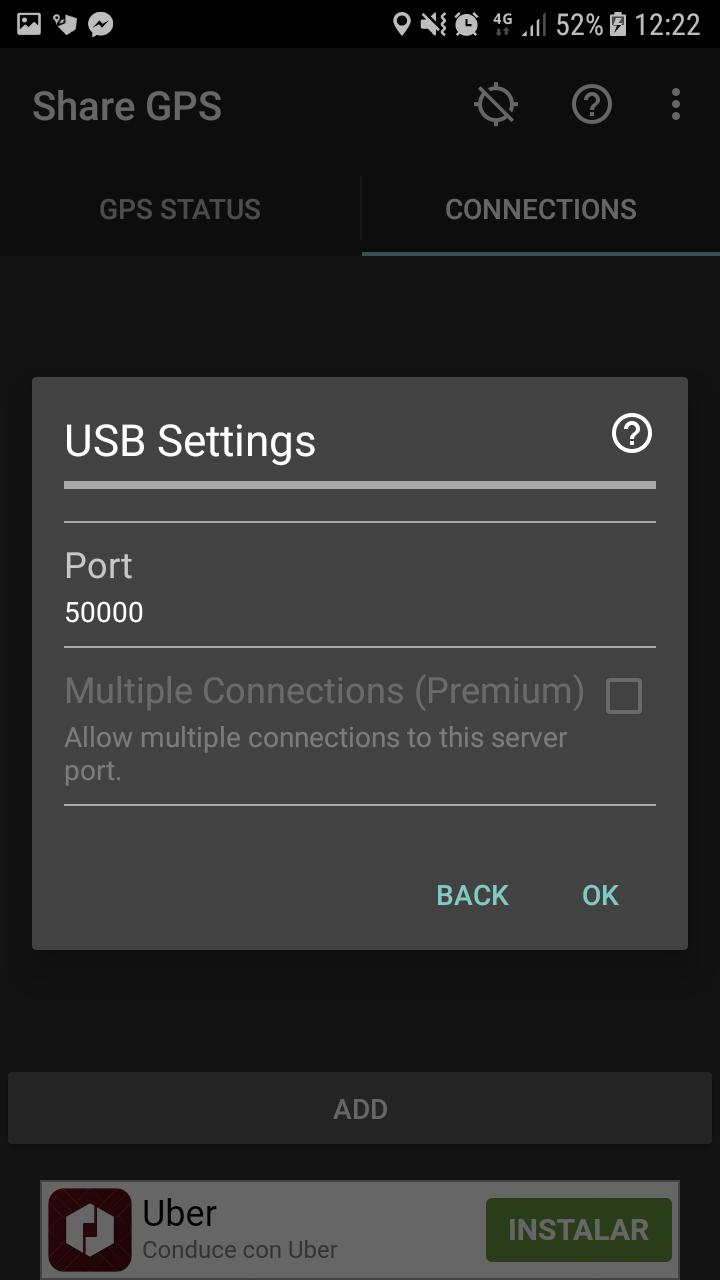 4G 52% 12:22
Share GPS
GPS STATUS CONNECTIONS
USB Settings
Port
50000
Multiple Connections (Premium)
Allow multiple connections to this server
port.
BACK OK
ADD
Uber
Conduce con Uber
INSTALAR